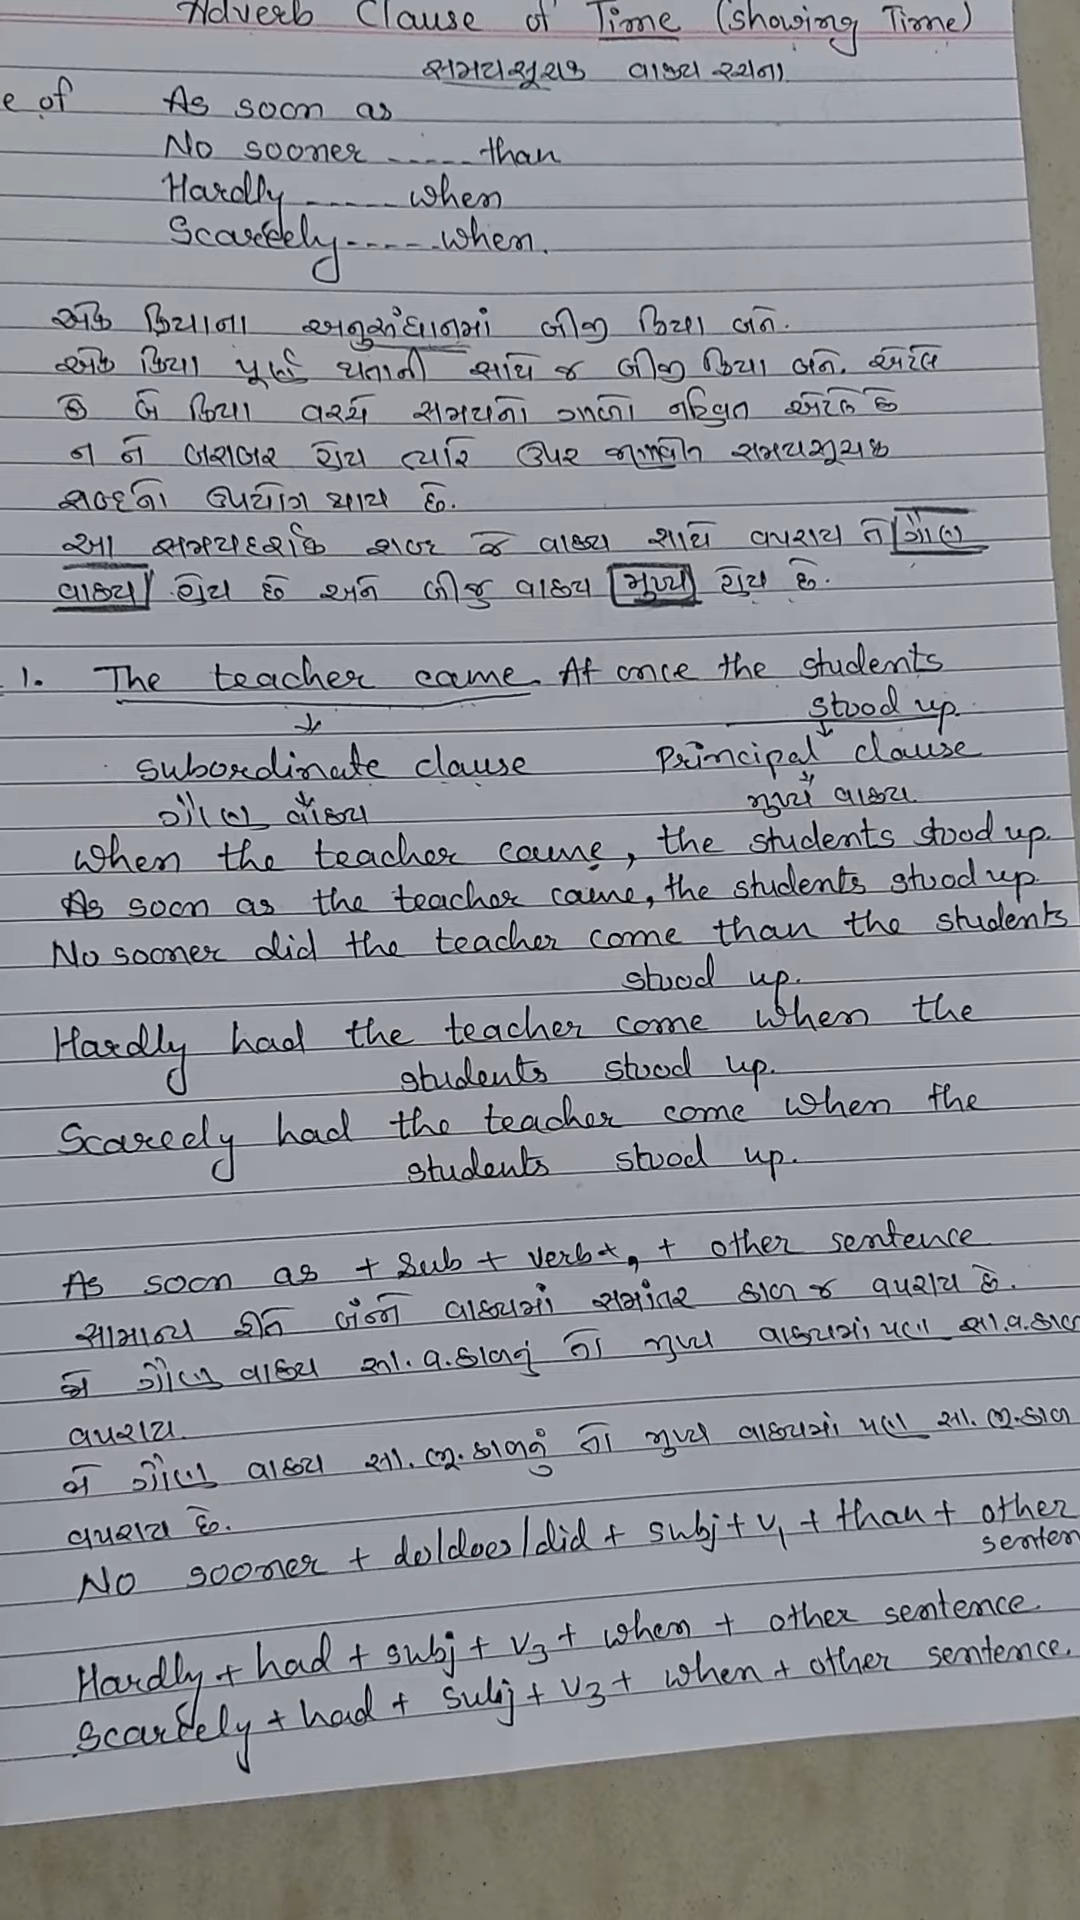 Adverb Clause of Time (showing Time)
સમયસૂચક વાક્ય રચના.
e of As soon as
No sooner ----- than
Hardly ----- when
Scarcely ----- when.
એક ક્રિયાના અનુસંધાનમાં બીજી ક્રિયા બને.
એક ક્રિયા પૂર્ણ થતાની સાથે જ બીજી ક્રિયા બને. એટલે
કે બે ક્રિયા વચ્ચે સમયનો ગાળો નહિવત એટલે કે
ન ને બરાબર હોય ત્યારે ઉપર મુજબના સમયસૂચક
શબ્દનો ઉપયોગ થાય છે.
આ સમયદર્શક શબ્દ જે વાક્ય સાથે વપરાય તે ગૌણ
વાક્ય હોય છે અને બીજુ વાક્ય મુખ્ય હોય છે.
1. The teacher came. At once the students
stood up.
subordinate clause Principal clause
ગૌણ વાક્ય મુખ્ય વાક્ય
When the teacher came, the students stood up.
As soon as the teacher came, the students stood up.
No sooner did the teacher come than the students
stood up.
Hardly had the teacher come when the
students stood up.
Scarcely had the teacher come when the
students stood up.
As soon as + Sub + verb + other sentence
સામાન્ય રીતે બંને વાક્યમાં સમાંતર કાળ જ વપરાય છે.
જો ગૌણ વાક્ય સા. વ. કાળનું તો મુખ્ય વાક્યમાં પણ સા. વ. કાળ
વપરાય.
જો ગૌણ વાક્ય સા. ભૂ. કાળનું તો મુખ્ય વાક્યમાં પણ સા. ભૂ. કાળ
વપરાય છે.
No sooner + do/does/did + subj + V1 + than + other
senten
Hardly + had + subj + V3 + when + other sentence.
Scarcely + had + subj + V3 + when + other sentence.